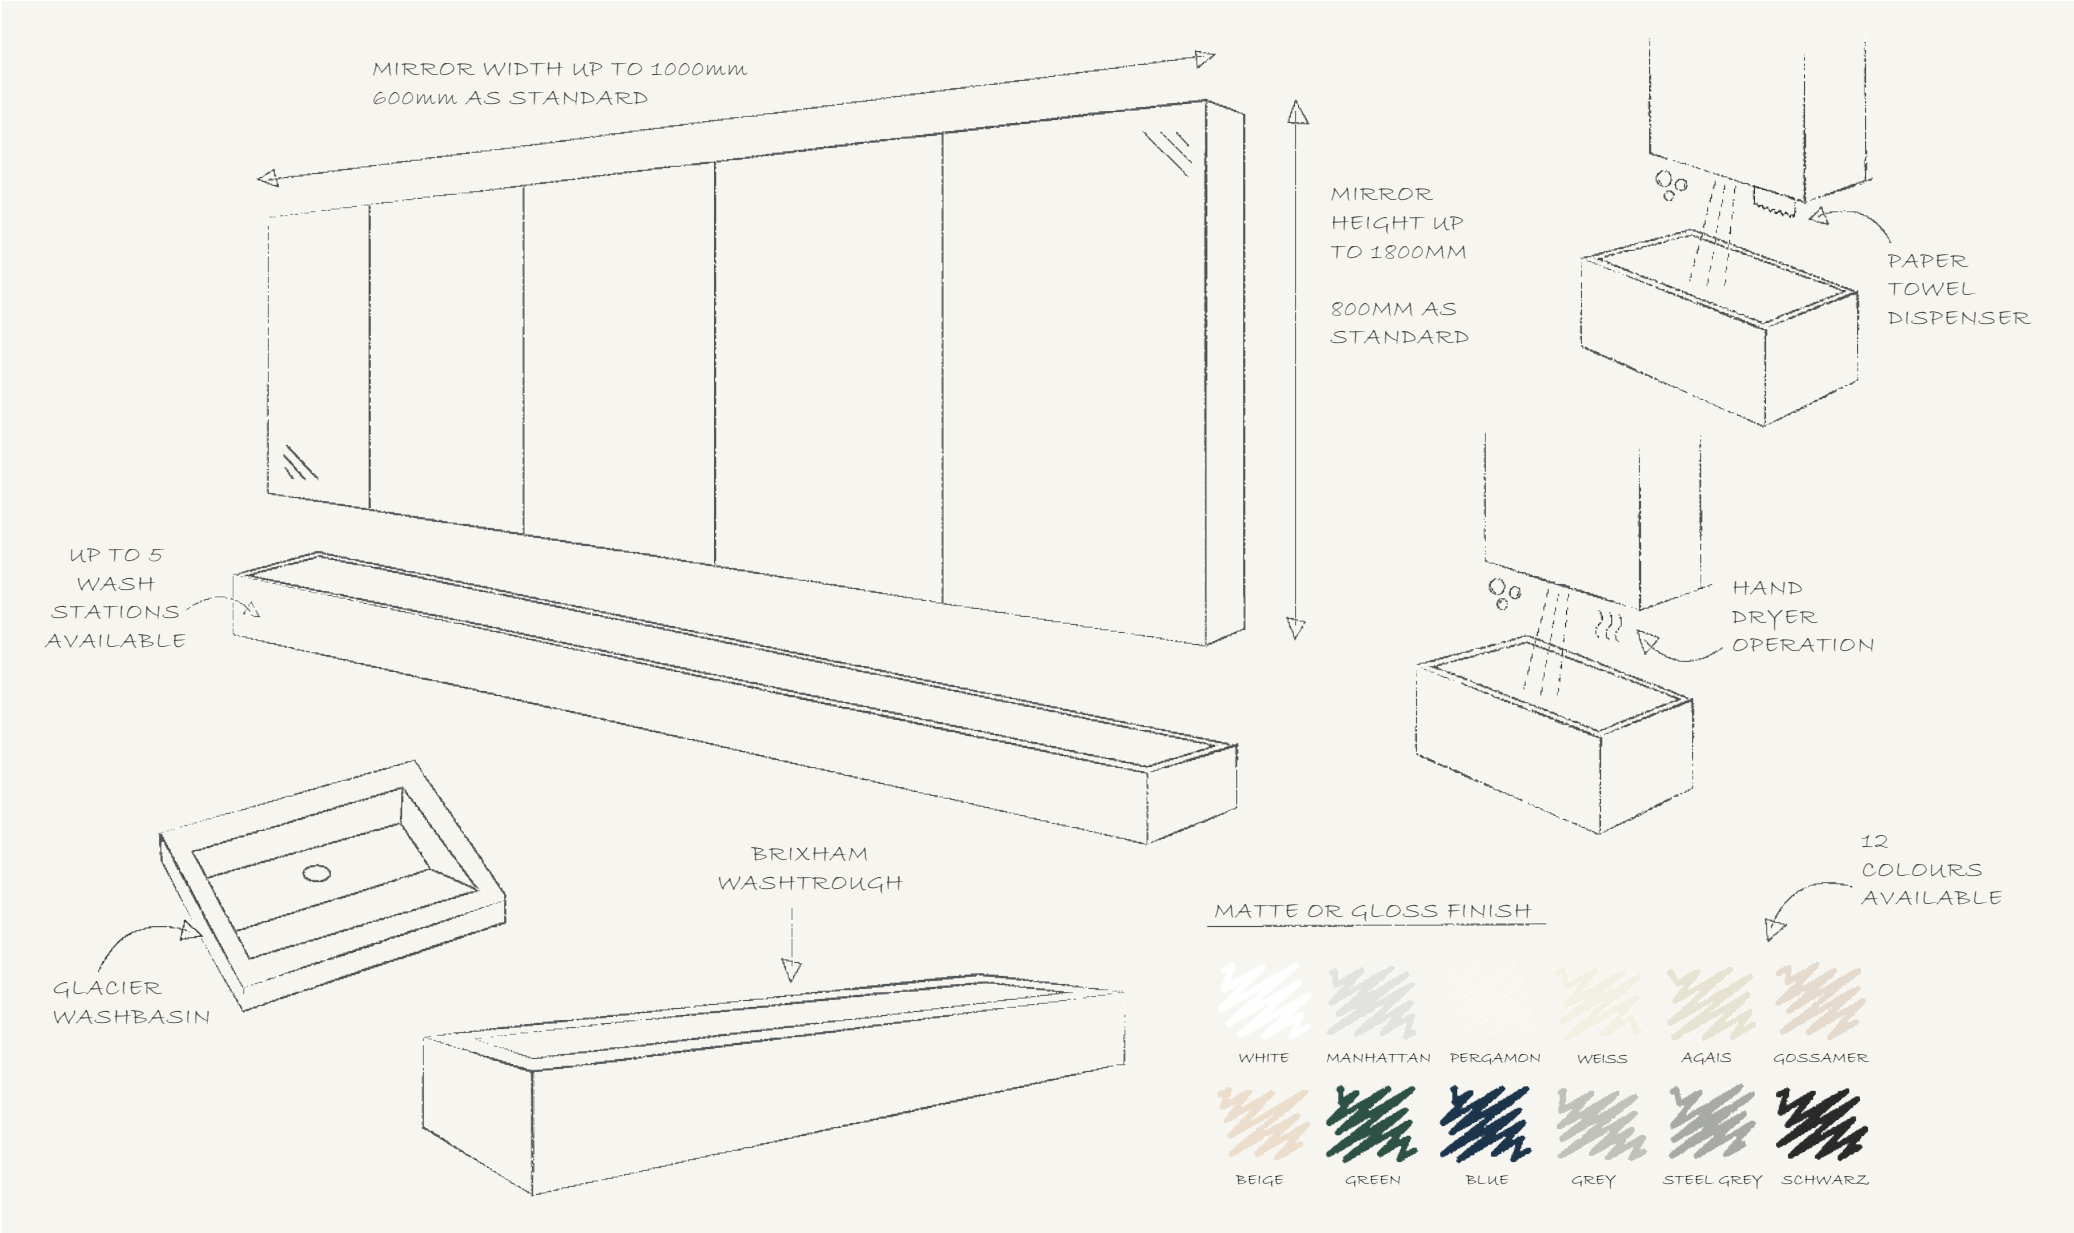 MIRROR WIDTH UP TO 1000mm
600mm AS STANDARD
MIRROR
HEIGHT UP
TO 1800MM
800MM AS
STANDARD
PAPER
TOWEL
DISPENSER
UP TO 5
WASH
STATIONS
AVAILABLE
HAND
DRYER
OPERATION
GLACIER
WASHBASIN
BRIXHAM
WASHTROUGH
12
COLOURS
AVAILABLE
MATTE OR GLOSS FINISH
WHITE MANHATTAN PERGAMON WEISS AGAIS GOSSAMER
BEIGE GREEN BLUE GREY STEEL GREY SCHWARZ